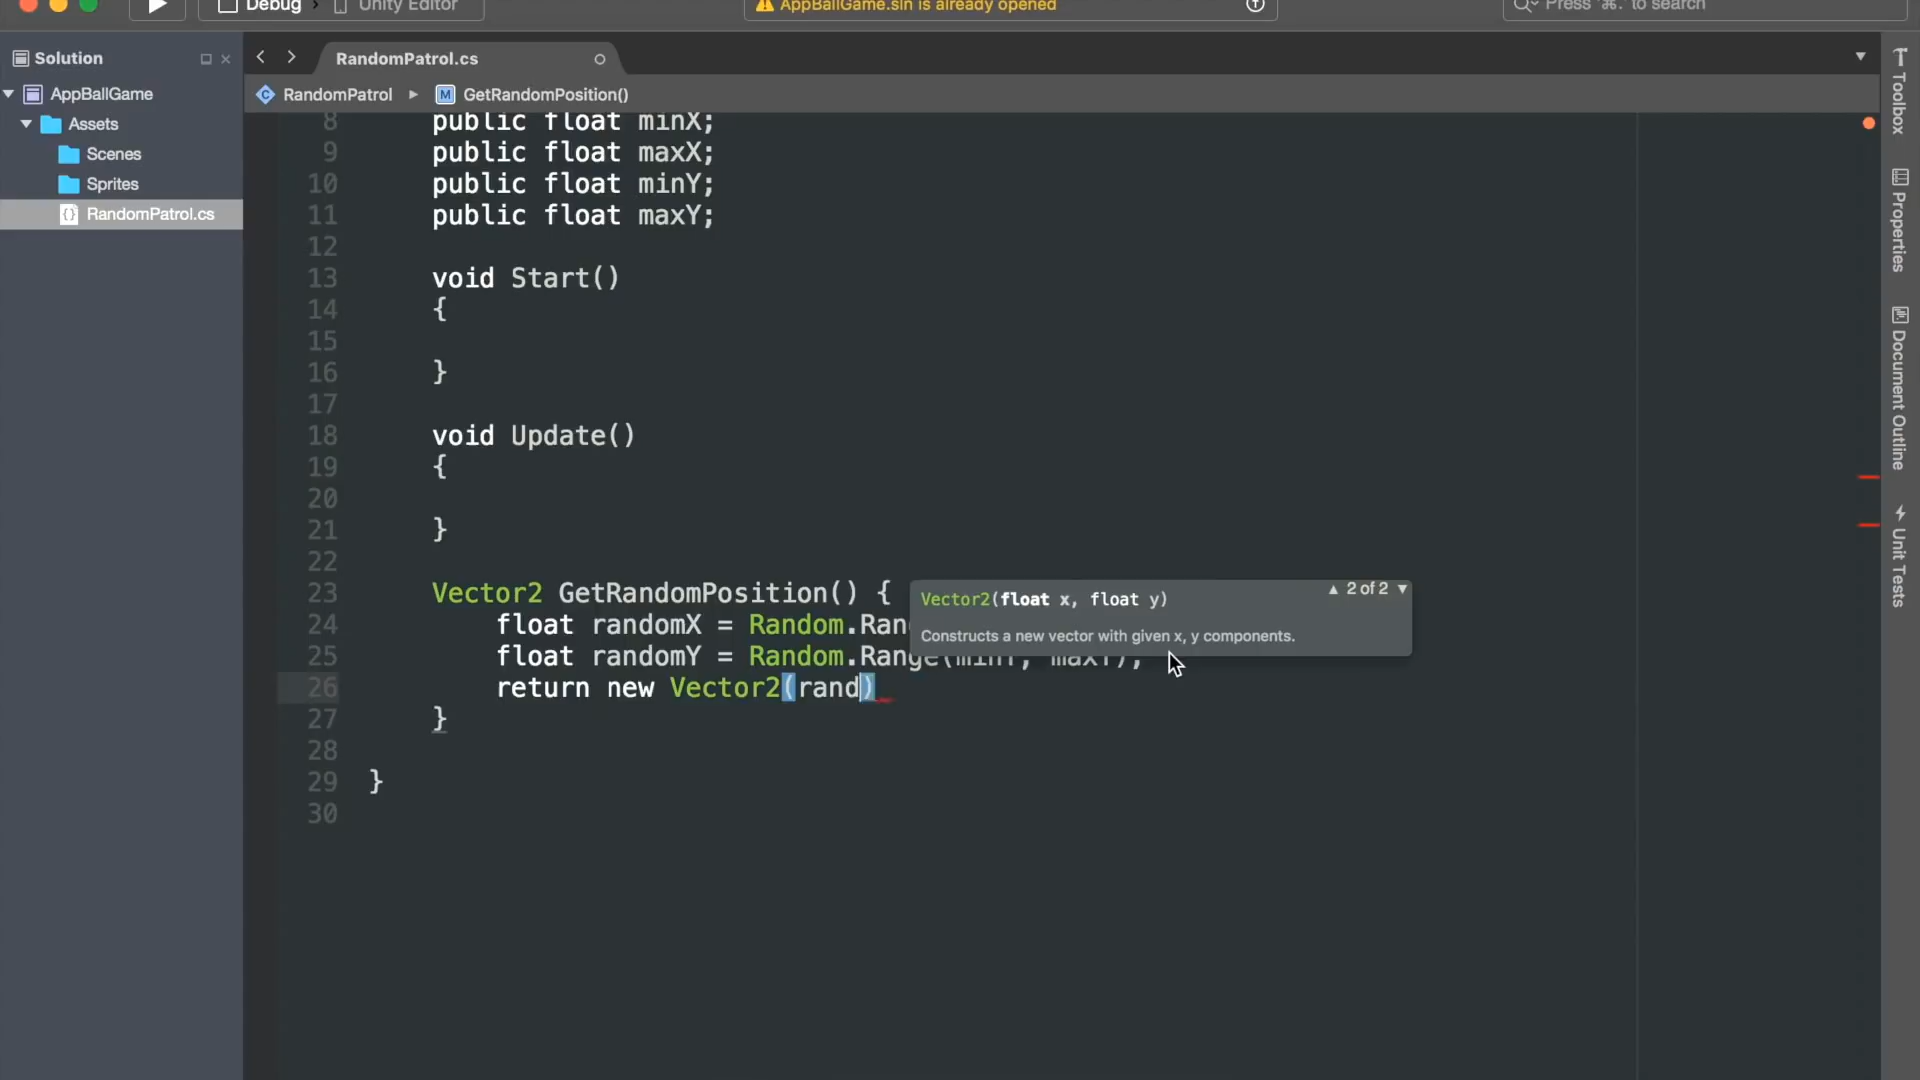 Debug › Unity Editor
AppBallGame.sln is already opened
Press '⌘.' to search
Solution
RandomPatrol.cs
AppBallGame
RandomPatrol ▸ GetRandomPosition()
Assets
Scenes
Sprites
RandomPatrol.cs
8 public float minX;
9 public float maxX;
10 public float minY;
11 public float maxY;
12
13 void Start()
14 {
15
16 }
17
18 void Update()
19 {
20
21 }
22
23 Vector2 GetRandomPosition() {
24 float randomX = Random.Ran
25 float randomY = Random.Range(minY, maxY);
26 return new Vector2(rand)
27 }
28
29 }
30
Vector2(float x, float y)
▲ 2 of 2 ▼
Constructs a new vector with given x, y components.
Toolbox
Properties
Document Outline
Unit Tests